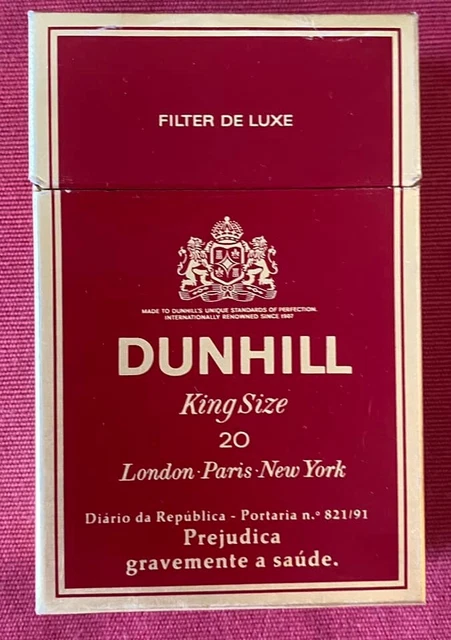 FILTER DE LUXE
MADE TO DUNHILL'S UNIQUE STANDARDS OF PERFECTION.
INTERNATIONALLY RENOWNED SINCE 1907
DUNHILL
King Size
20
London·Paris·New York
Diário da República - Portaria n.º 821/91
Prejudica
gravemente a saúde.